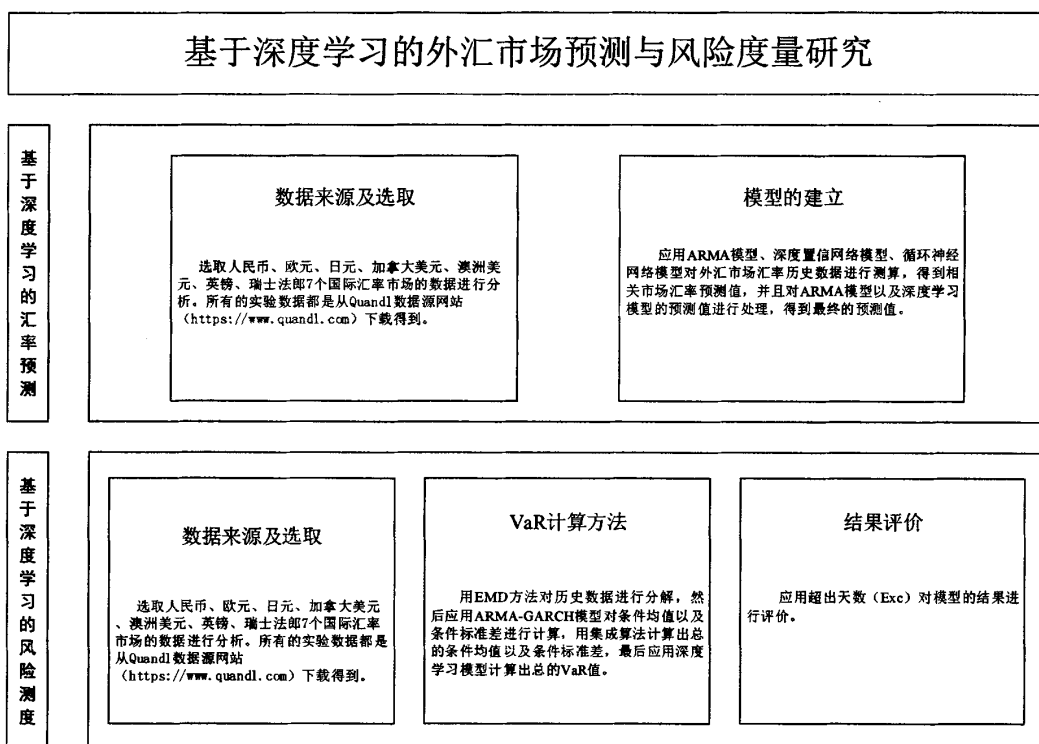 基于深度学习的外汇市场预测与风险度量研究
基于深度学习的汇率预测
数据来源及选取
选取人民币、欧元、日元、加拿大美元、澳洲美
元、英镑、瑞士法郎7个国际汇率市场的数据进行分
析。所有的实验数据都是从Quandl数据源网站
（https://www.quandl.com）下载得到。
模型的建立
应用ARMA模型、深度置信网络模型、循环神经
网络模型对外汇市场汇率历史数据进行测算，得到相
关市场汇率预测值，并且对ARMA模型以及深度学习
模型的预测值进行处理，得到最终的预测值。
基于深度学习的风险测度
数据来源及选取
选取人民币、欧元、日元、加拿大美元
、澳洲美元、英镑、瑞士法郎7个国际汇率
市场的数据进行分析。所有的实验数据都是
从Quandl数据源网站
（https://www.quandl.com）下载得到。
VaR计算方法
用EMD方法对历史数据进行分解，然
后应用ARMA-GARCH模型对条件均值以及
条件标准差进行计算，用集成算法计算出总
的条件均值以及条件标准差，最后应用深度
学习模型计算出总的VaR值。
结果评价
应用超出天数（Exc）对模型的结果进
行评价。